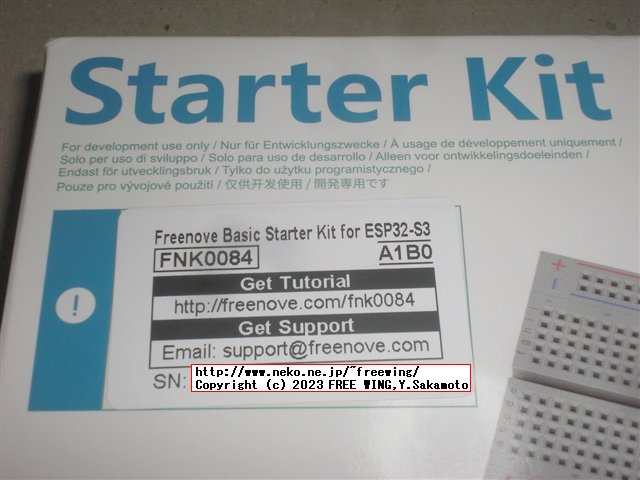 Starter Kit
For development use only / Nur für Entwicklungszwecke / À usage de développement uniquement /
Solo per uso di sviluppo / Solo para uso de desarrollo / Alleen voor ontwikkelingsdoeleinden /
Endast för utvecklingsbruk / Tylko do użytku programistycznego /
Pouze pro vývojové použití / 仅供开发使用 / 開発専用です
!
Freenove Basic Starter Kit for ESP32-S3
FNK0084 A1B0
Get Tutorial
http://freenove.com/fnk0084
Get Support
Email: support@freenove.com
SN:
http://www.neko.ne.jp/~freewing/
Copyright (c) 2023 FREE WING,Y.Sakamoto